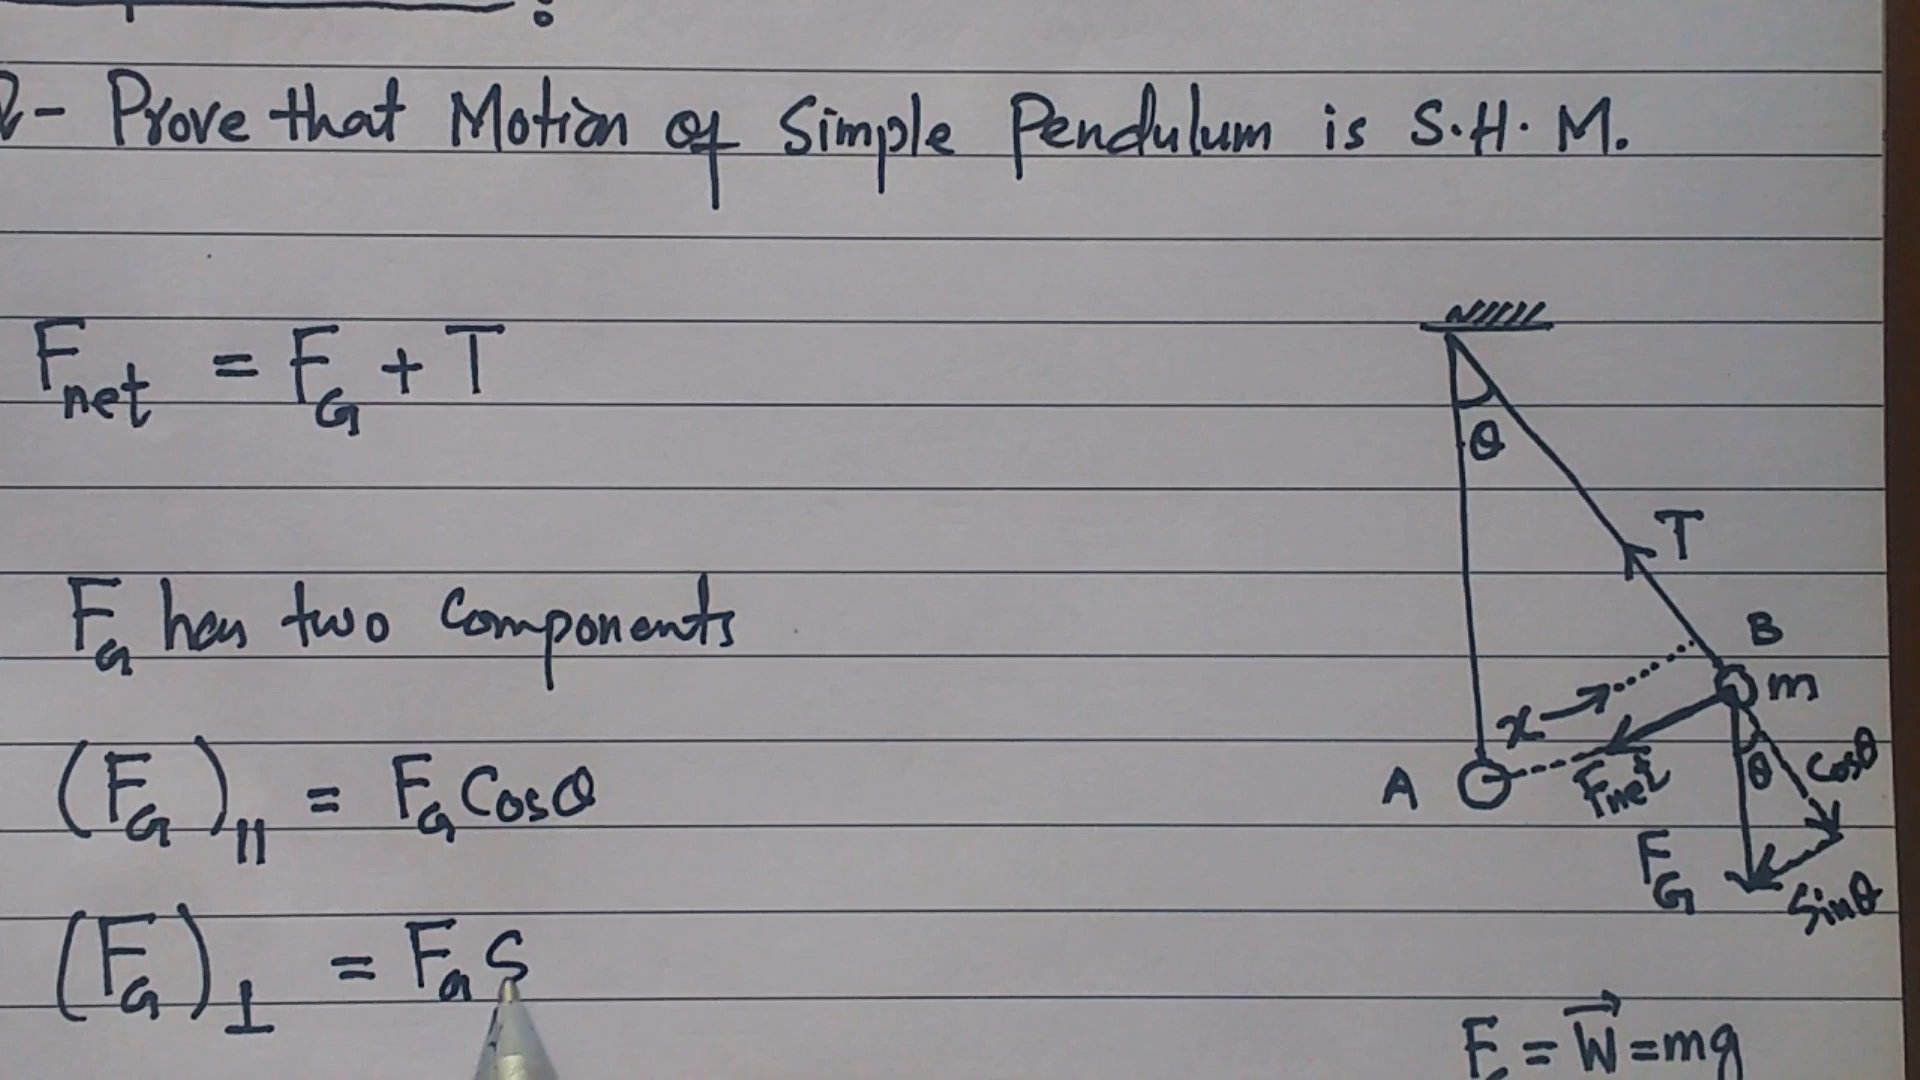 - Prove that Motion of Simple Pendulum is S.H.M.
Fnet = FG + T
θ
T
FG has two Components
B
m
x
A
Fnet
θ
Cosθ
(FG)|| = FG Cosθ
FG
Sinθ
(FG)⊥ = FG S
F = W⃗ = mg